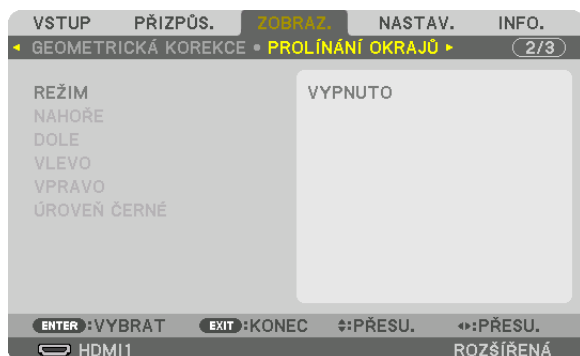 VSTUP PŘIZPŮS. ZOBRAZ. NASTAV. INFO.
GEOMETRICKÁ KOREKCE • PROLÍNÁNÍ OKRAJŮ 2/3
REŽIM VYPNUTO
NAHOŘE
DOLE
VLEVO
VPRAVO
ÚROVEŇ ČERNÉ
ENTER:VYBRAT EXIT:KONEC :PŘESU. :PŘESU.
HDMI1 ROZŠÍŘENÁ